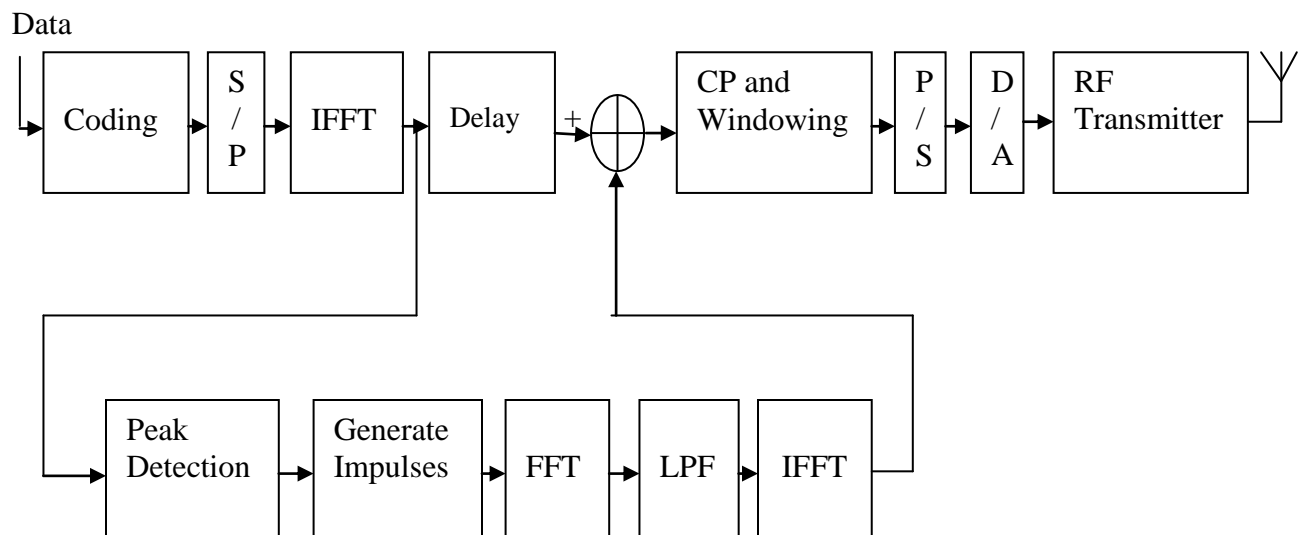 Data
Coding
S
/
P
IFFT
Delay
+
CP and
Windowing
P
/
S
D
/
A
RF
Transmitter
Peak
Detection
Generate
Impulses
FFT
LPF
IFFT